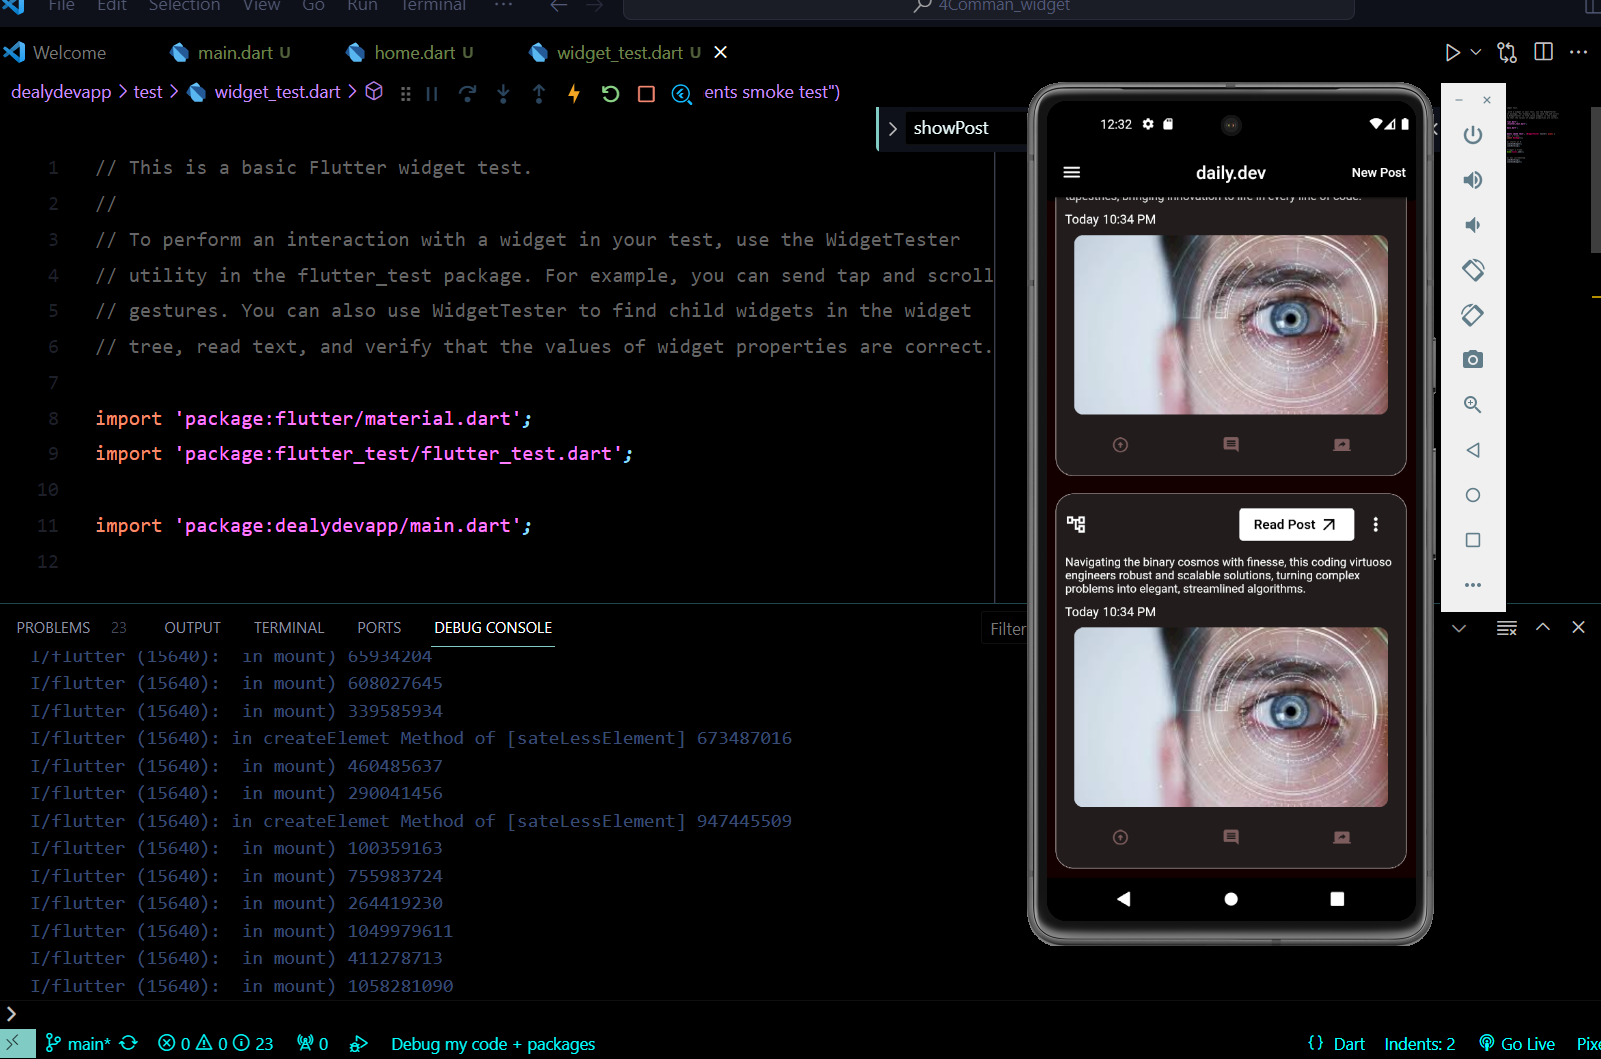 File Edit Selection View Go Run Terminal ··· 4Comman_widget
Welcome main.dart U home.dart U widget_test.dart U
dealydevapp > test > widget_test.dart > ents smoke test")
showPost
1 // This is a basic Flutter widget test.
2 //
3 // To perform an interaction with a widget in your test, use the WidgetTester
4 // utility in the flutter_test package. For example, you can send tap and scroll
5 // gestures. You can also use WidgetTester to find child widgets in the widget
6 // tree, read text, and verify that the values of widget properties are correct.
7
8 import 'package:flutter/material.dart';
9 import 'package:flutter_test/flutter_test.dart';
10
11 import 'package:dealydevapp/main.dart';
12
PROBLEMS 23 OUTPUT TERMINAL PORTS DEBUG CONSOLE Filter
I/flutter (15640):  in mount) 65934204
I/flutter (15640):  in mount) 608027645
I/flutter (15640):  in mount) 339585934
I/flutter (15640): in createElemet Method of [sateLessElement] 673487016
I/flutter (15640):  in mount) 460485637
I/flutter (15640):  in mount) 290041456
I/flutter (15640): in createElemet Method of [sateLessElement] 947445509
I/flutter (15640):  in mount) 100359163
I/flutter (15640):  in mount) 755983724
I/flutter (15640):  in mount) 264419230
I/flutter (15640):  in mount) 1049979611
I/flutter (15640):  in mount) 411278713
I/flutter (15640):  in mount) 1058281090
main* 0 0 23 0 Debug my code + packages {} Dart Indents: 2 Go Live Pixe
12:32
daily.dev New Post
tapestries, bringing innovation to life in every line of code.
Today 10:34 PM
Read Post
Navigating the binary cosmos with finesse, this coding virtuoso
engineers robust and scalable solutions, turning complex
problems into elegant, streamlined algorithms.
Today 10:34 PM